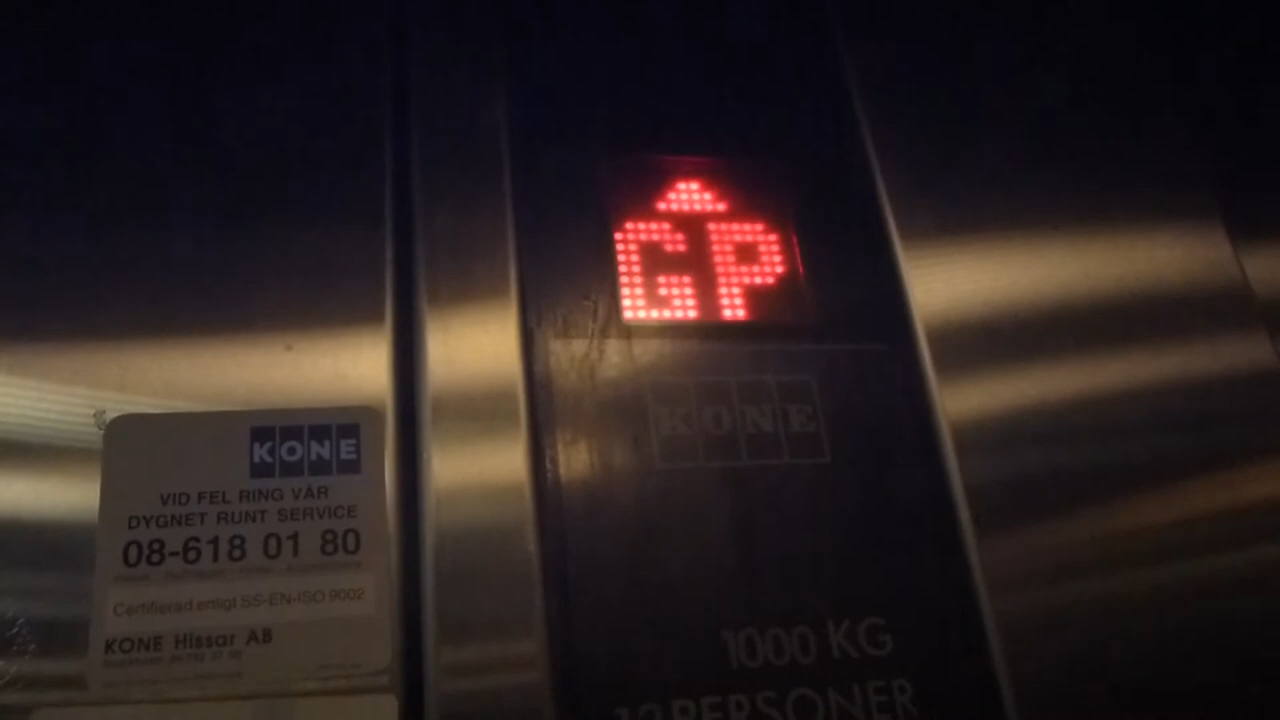 GP
KONE
KONE
VID FEL RING VÅR
DYGNET RUNT SERVICE
08-618 01 80
Certifierad enligt SS-EN-ISO 9002
KONE Hissar AB
1000 KG
PERSONER